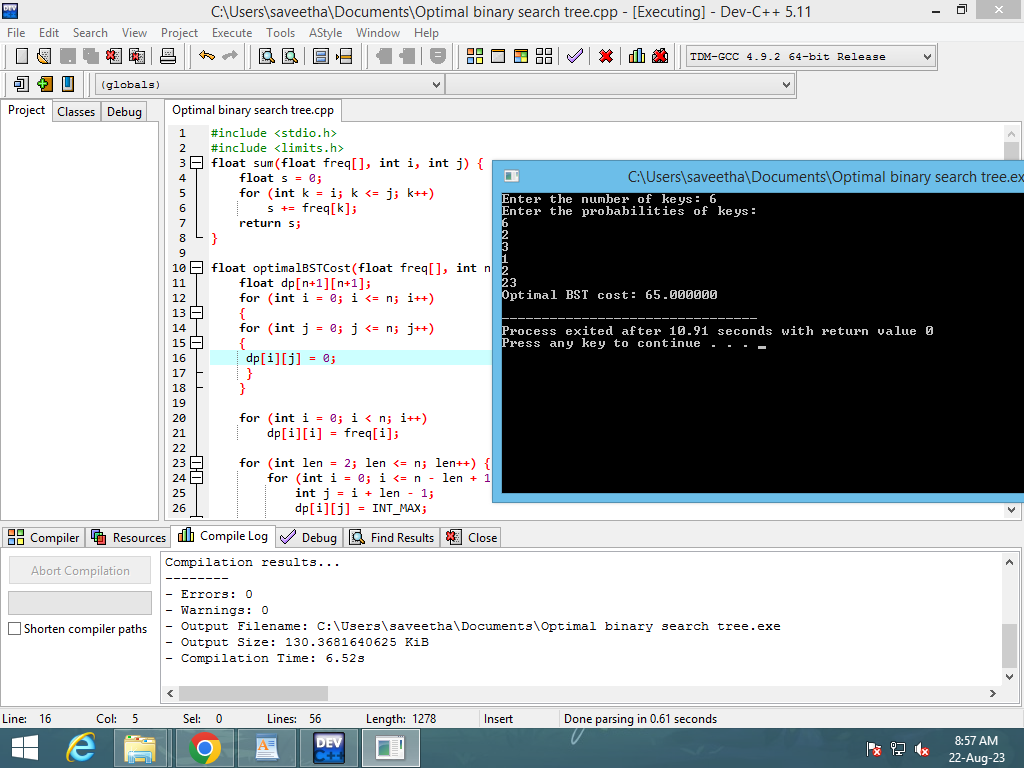 C:\Users\saveetha\Documents\Optimal binary search tree.cpp - [Executing] - Dev-C++ 5.11
File Edit Search View Project Execute Tools AStyle Window Help
TDM-GCC 4.9.2 64-bit Release
(globals)
Project Classes Debug
Optimal binary search tree.cpp
1 #include <stdio.h>
2 #include <limits.h>
3 float sum(float freq[], int i, int j) {
4 float s = 0;
5 for (int k = i; k <= j; k++)
6 s += freq[k];
7 return s;
8 }
9
10 float optimalBSTCost(float freq[], int n
11 float dp[n+1][n+1];
12 for (int i = 0; i <= n; i++)
13 {
14 for (int j = 0; j <= n; j++)
15 {
16 dp[i][j] = 0;
17 }
18 }
19
20 for (int i = 0; i < n; i++)
21 dp[i][i] = freq[i];
22
23 for (int len = 2; len <= n; len++) {
24 for (int i = 0; i <= n - len + 1
25 int j = i + len - 1;
26 dp[i][j] = INT_MAX;
C:\Users\saveetha\Documents\Optimal binary search tree.ex
Enter the number of keys: 6
Enter the probabilities of keys:
6
2
3
1
2
23
Optimal BST cost: 65.000000
--------------------------------
Process exited after 10.91 seconds with return value 0
Press any key to continue . . . _
Compiler Resources Compile Log Debug Find Results Close
Abort Compilation
Shorten compiler paths
Compilation results...
--------
- Errors: 0
- Warnings: 0
- Output Filename: C:\Users\saveetha\Documents\Optimal binary search tree.exe
- Output Size: 130.3681640625 KiB
- Compilation Time: 6.52s
Line: 16 Col: 5 Sel: 0 Lines: 56 Length: 1278 Insert Done parsing in 0.61 seconds
DEV C++
8:57 AM
22-Aug-23